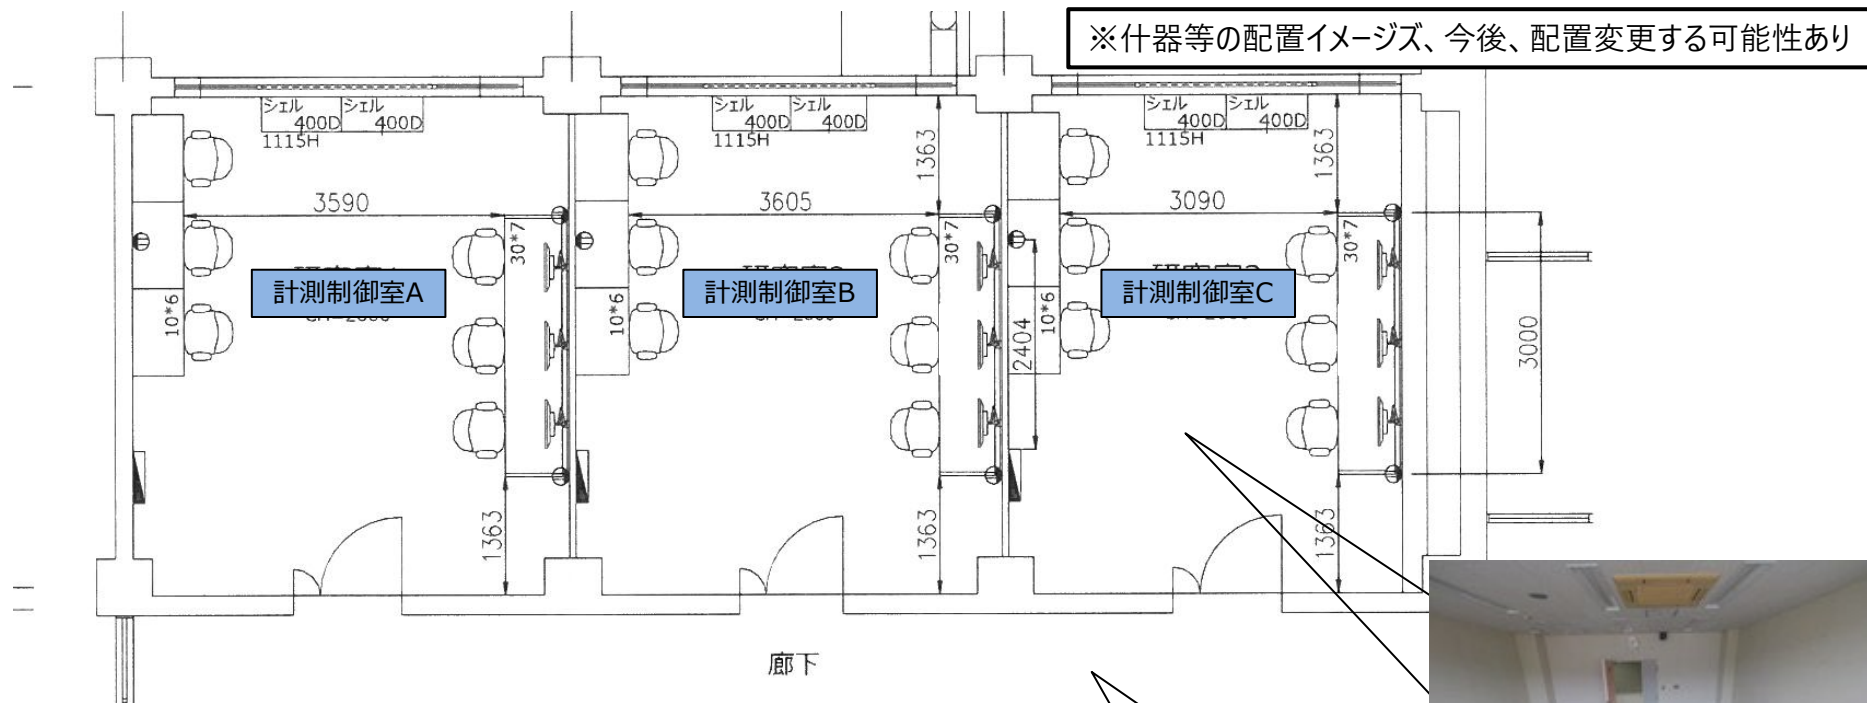 ※什器等の配置イメージズ、今後、配置変更する可能性あり
シェル シェル
400D 400D
1115H
シェル シェル
400D 400D
1115H
シェル シェル
400D 400D
1115H
1363
1363
3590
3605
3090
30*7
30*7
30*7
計測制御室A
計測制御室B
計測制御室C
10*6
10*6
10*6
2404
3000
1363
1363
1363
廊下